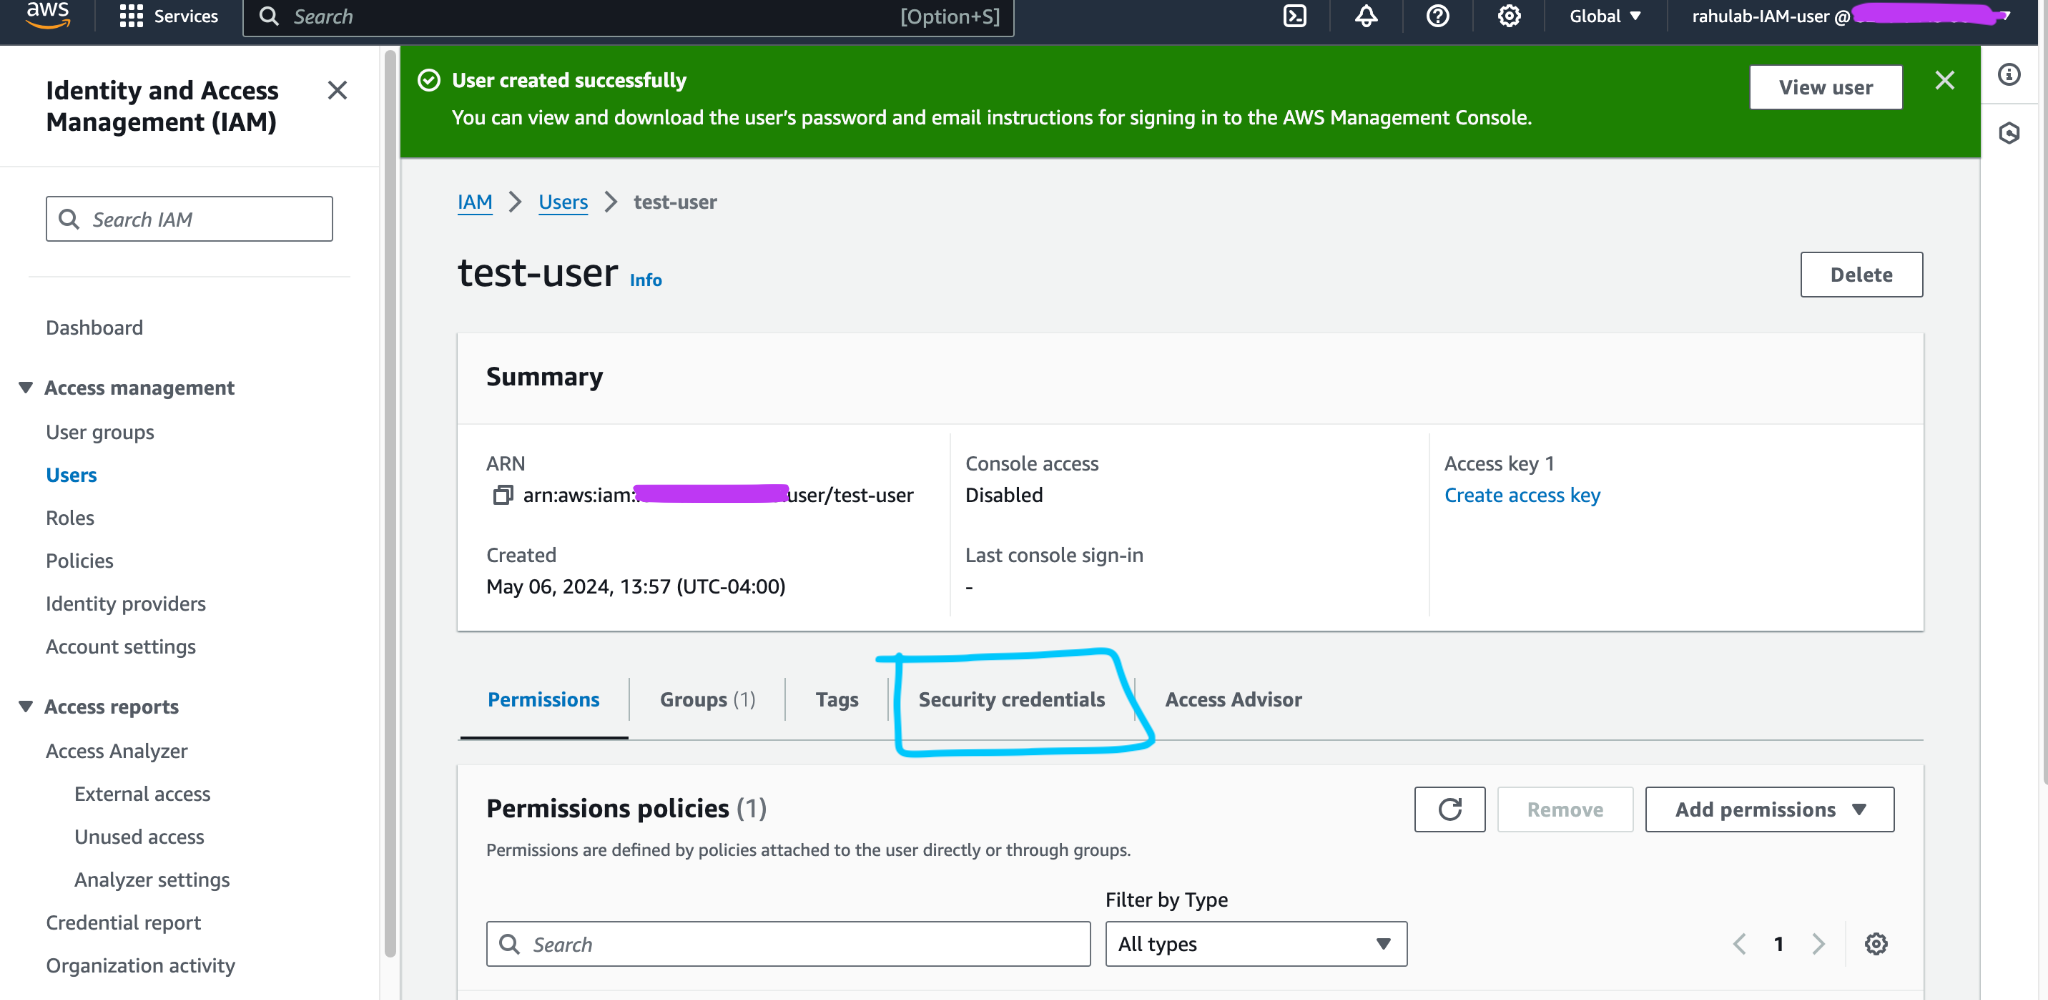 aws
Services
Search
[Option+S]
Global
rahulab-IAM-user @
Identity and Access
Management (IAM)
Search IAM
Dashboard
Access management
User groups
Users
Roles
Policies
Identity providers
Account settings
Access reports
Access Analyzer
External access
Unused access
Analyzer settings
Credential report
Organization activity
User created successfully
You can view and download the user's password and email instructions for signing in to the AWS Management Console.
View user
IAM > Users > test-user
test-user Info
Delete
Summary
ARN
arn:aws:iam: user/test-user
Created
May 06, 2024, 13:57 (UTC-04:00)
Console access
Disabled
Last console sign-in
-
Access key 1
Create access key
Permissions
Groups (1)
Tags
Security credentials
Access Advisor
Permissions policies (1)
Permissions are defined by policies attached to the user directly or through groups.
Remove
Add permissions
Filter by Type
Search
All types
1